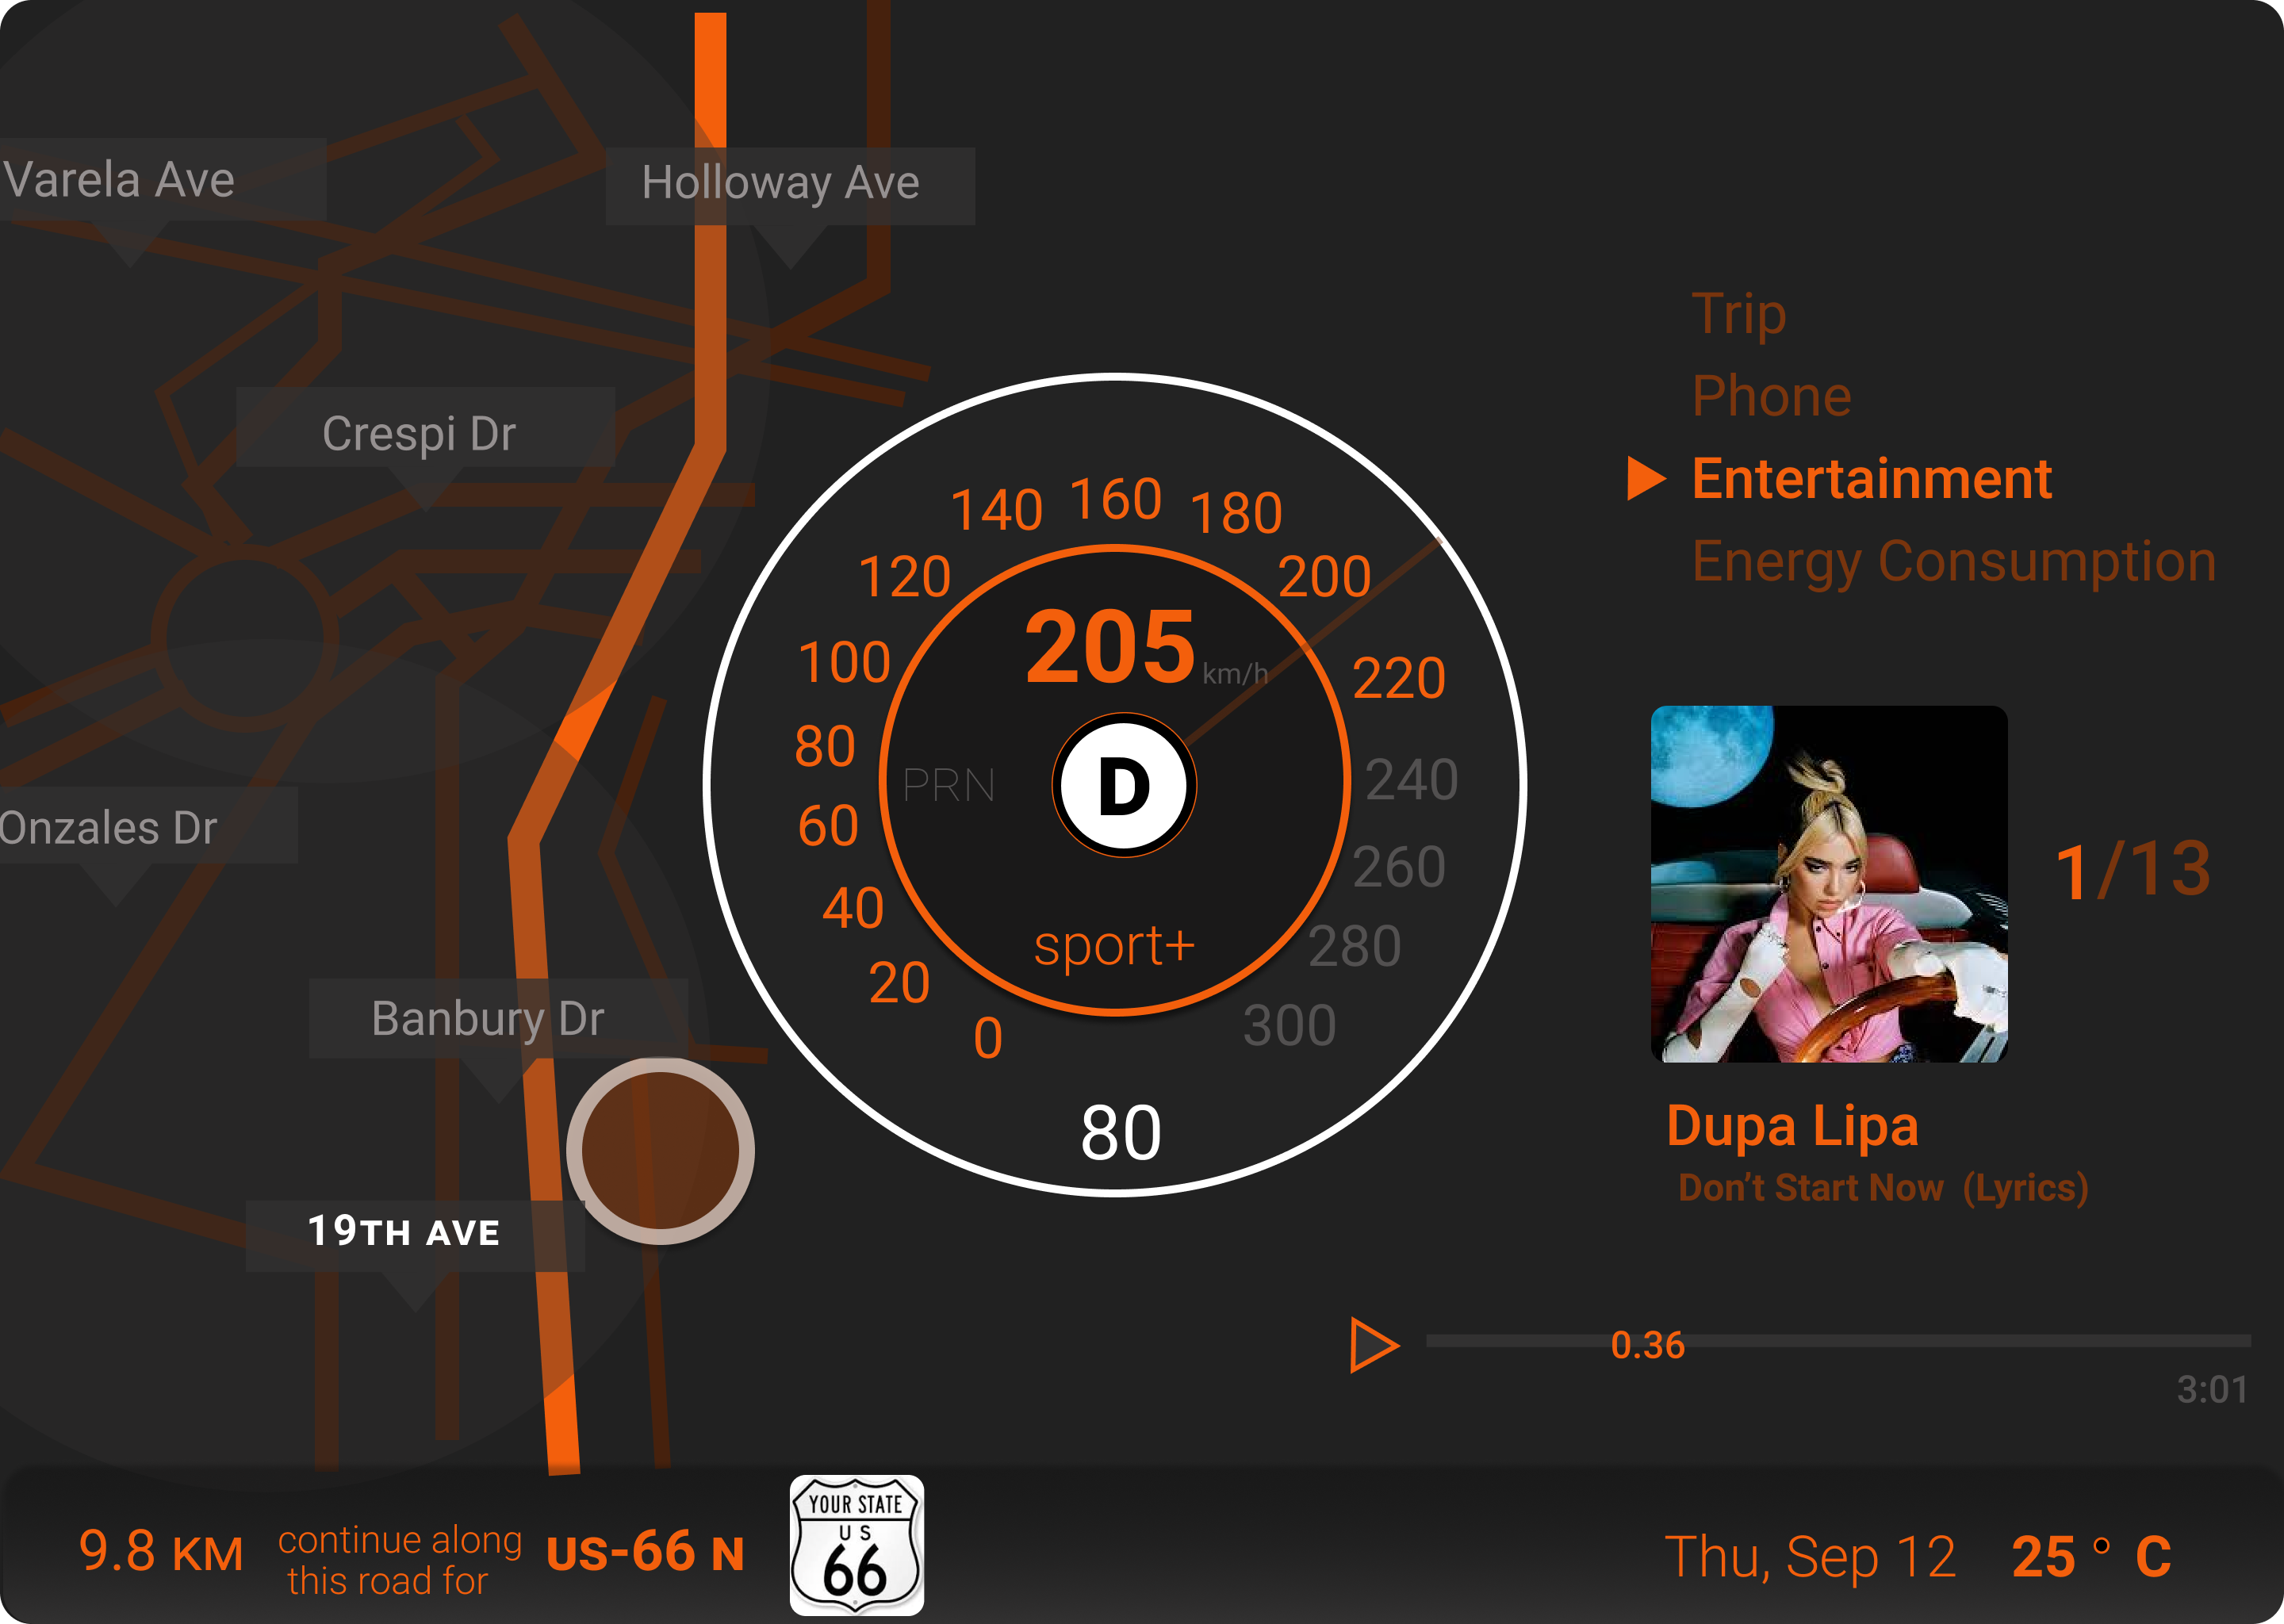 Varela Ave
Holloway Ave
Crespi Dr
Onzales Dr
Banbury Dr
19TH AVE
140 160 180
120 200
100 220
80 240
60 260
40 280
20 300
0
205 km/h
PRN D
sport+
80
Trip
Phone
Entertainment
Energy Consumption
1/13
Dupa Lipa
Don't Start Now (Lyrics)
0.36
3:01
9.8 KM
continue along
this road for
US-66 N
YOUR STATE
US
66
Thu, Sep 12
25 ° C